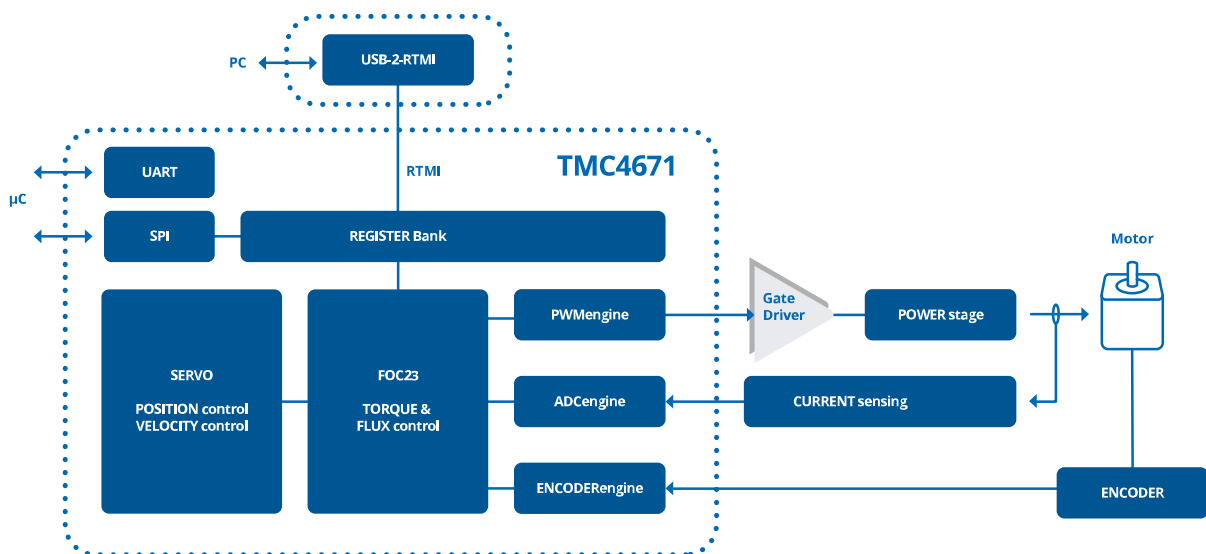 USB-2-RTMI
PC
TMC4671
UART
RTMI
µC
SPI
REGISTER Bank
Motor
Gate
Driver
PWMengine
POWER stage
SERVO
POSITION control
VELOCITY control
FOC23
TORQUE &
FLUX control
ADCengine
CURRENT sensing
ENCODERengine
ENCODER